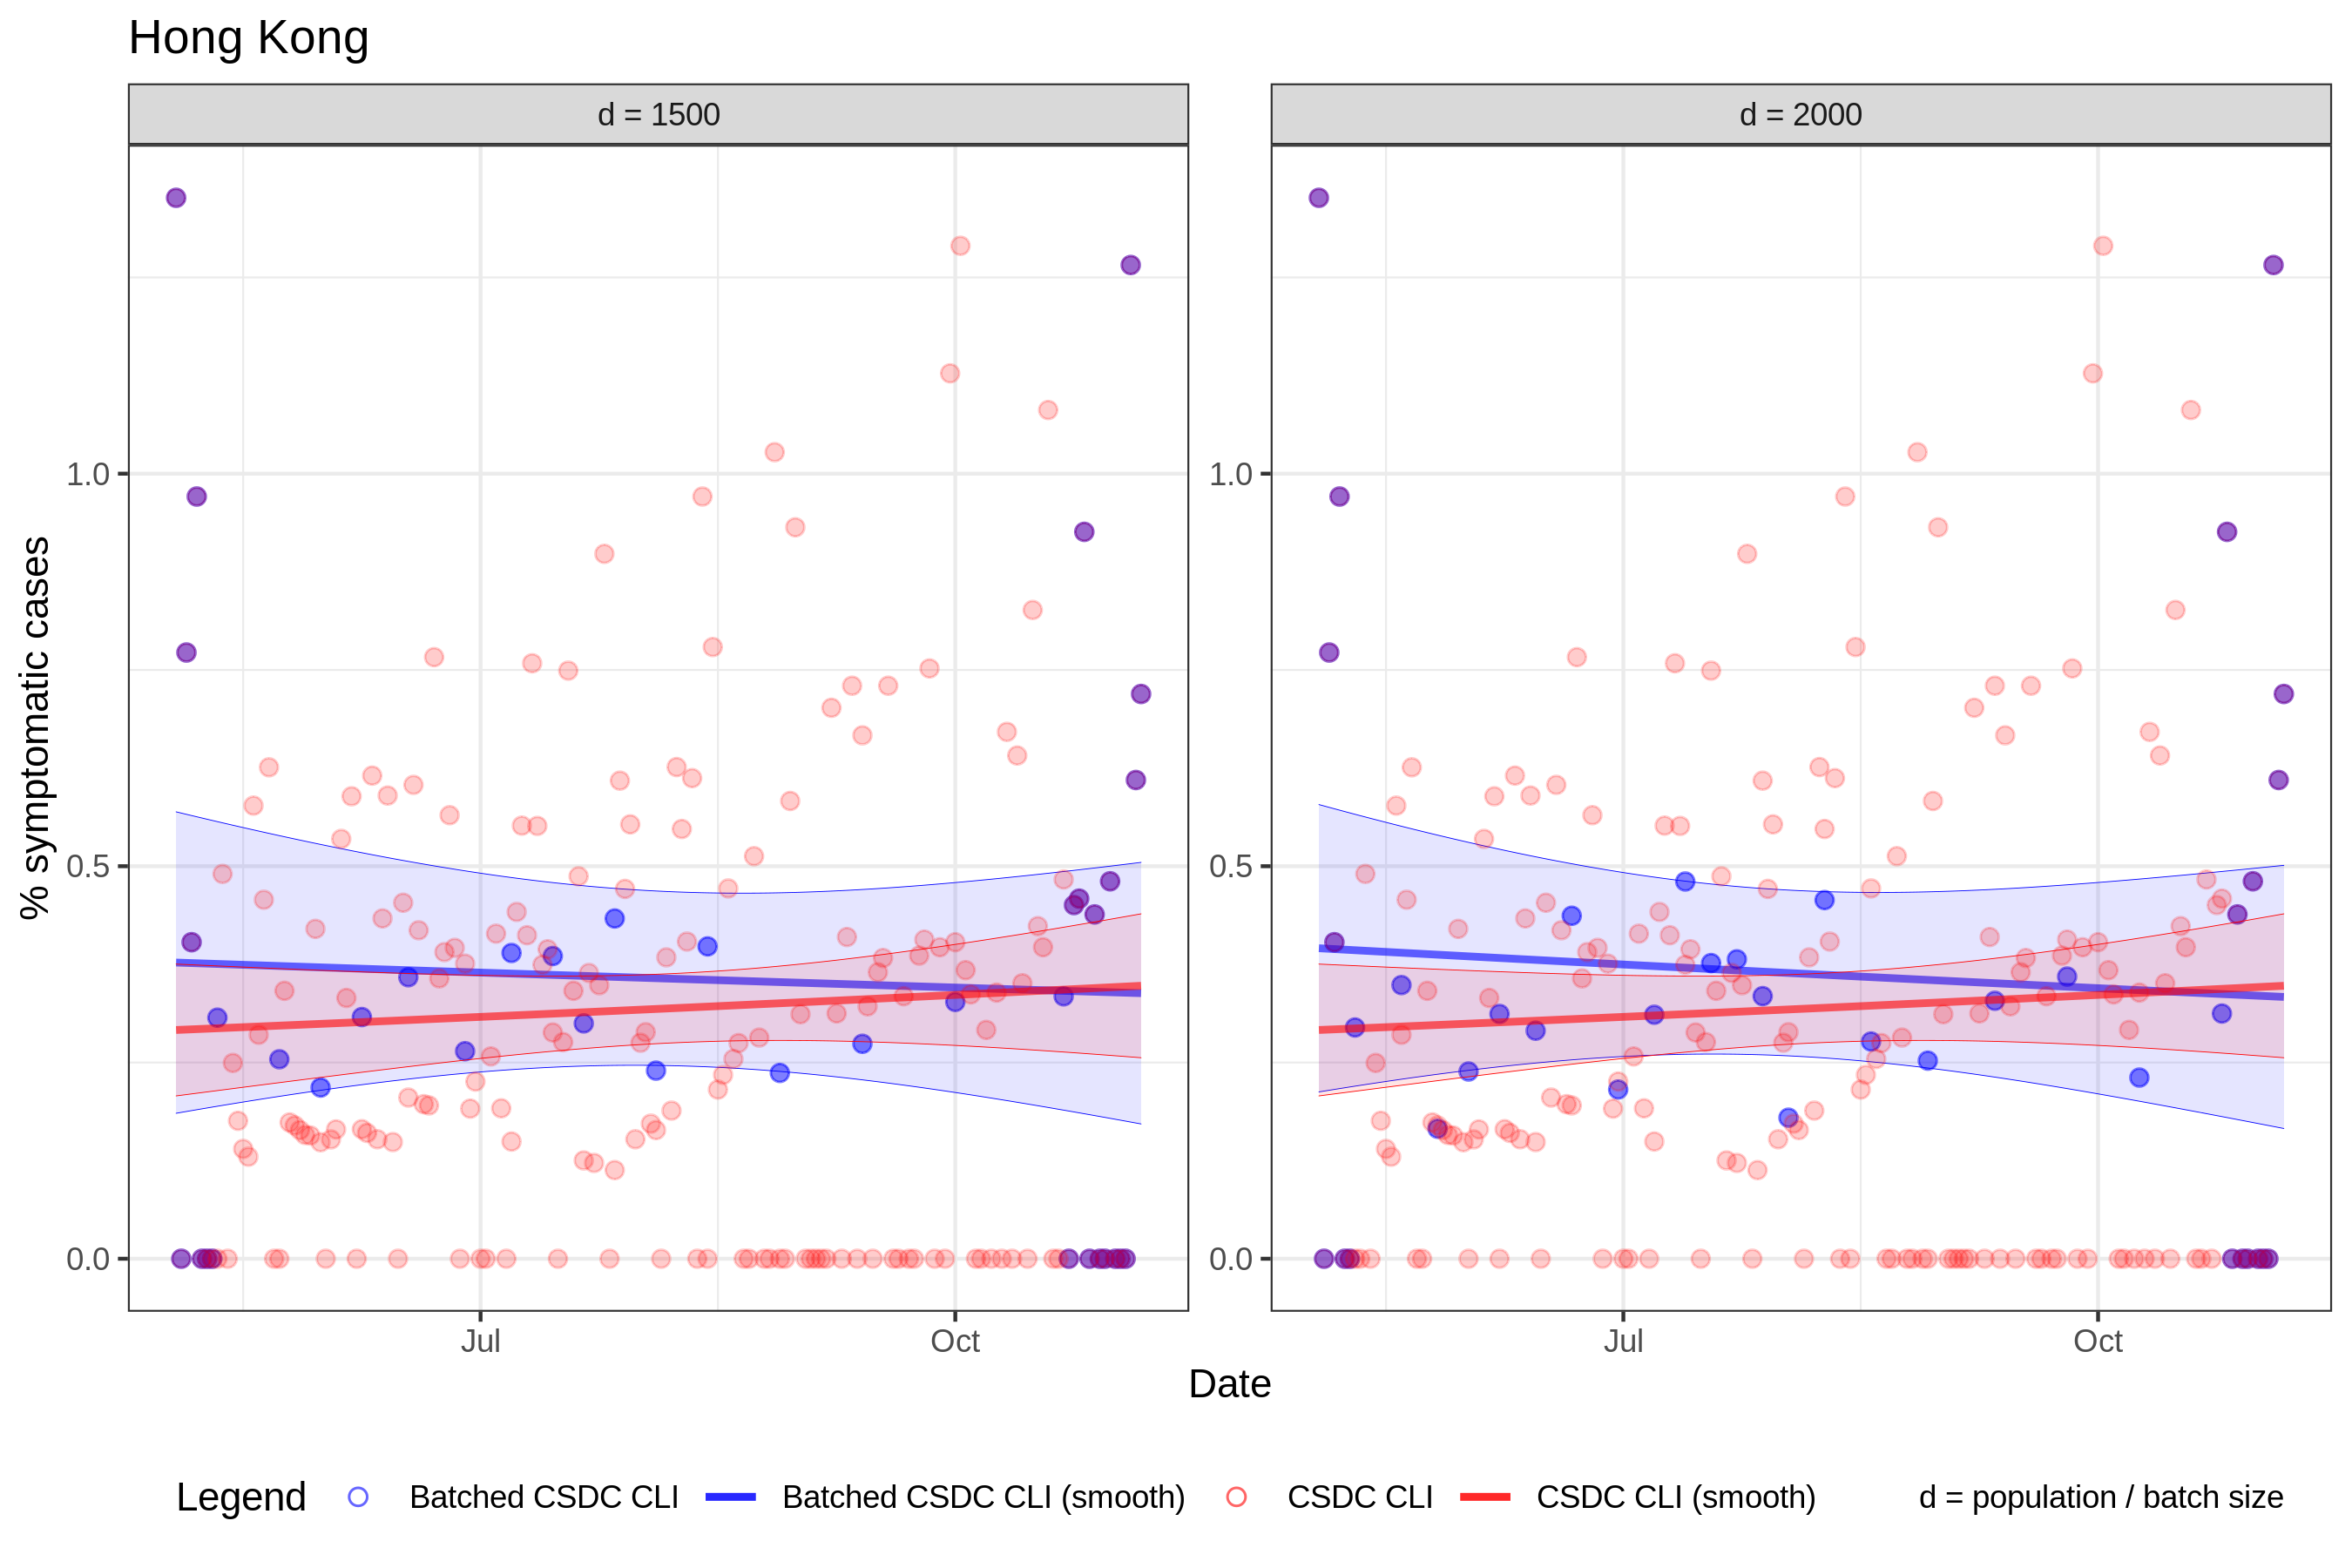 Hong Kong
d = 1500
d = 2000
% symptomatic cases
1.0
0.5
0.0
1.0
0.5
0.0
Jul
Oct
Jul
Oct
Date
Legend
Batched CSDC CLI
Batched CSDC CLI (smooth)
CSDC CLI
CSDC CLI (smooth)
d = population / batch size